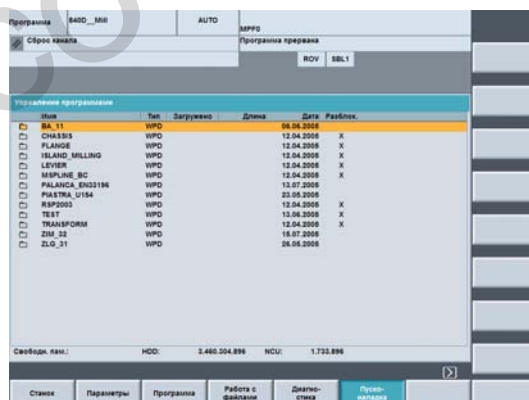 Программа 840D__Mill AUTO MPF0
Сброс канала Программа прервана
ROV SBL1
Управление программами
Имя Тип Загружено Длина Дата Разблок.
BA_11 WPD 06.06.2005
CHASSIS WPD 12.04.2005 X
FLANGE WPD 12.04.2005 X
ISLAND_MILLING WPD 12.04.2005 X
LEVIER WPD 12.04.2005 X
MSPLINE_BC WPD 12.04.2005 X
PALANCA_EN33196 WPD 13.07.2005
PIASTRA_U154 WPD 23.05.2005
RSP2003 WPD 12.04.2005 X
TEST WPD 13.06.2005 X
TRANSFORM WPD 12.04.2005 X
ZIM_32 WPD 15.07.2005
ZLG_31 WPD 26.05.2005
Свободн. пам.: HDD: 3.460.304.896 NCU: 1.733.896
Станок Параметры Программа Работа с файлами Диагно-стика Пуско-наладка